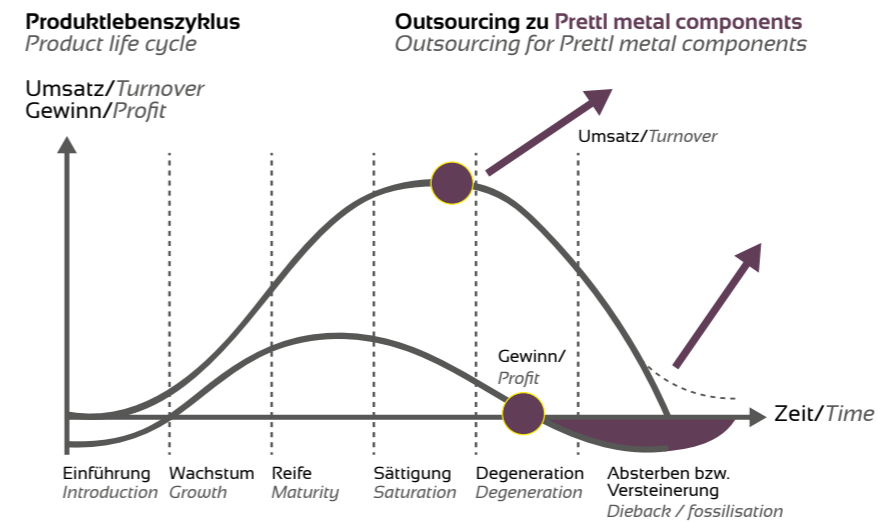 Produktlebenszyklus
Product life cycle
Outsourcing zu Prettl metal components
Outsourcing for Prettl metal components
Umsatz/Turnover
Gewinn/Profit
Umsatz/Turnover
Gewinn/
Profit
Zeit/Time
Einführung
Introduction
Wachstum
Growth
Reife
Maturity
Sättigung
Saturation
Degeneration
Degeneration
Absterben bzw.
Versteinerung
Dieback / fossilisation